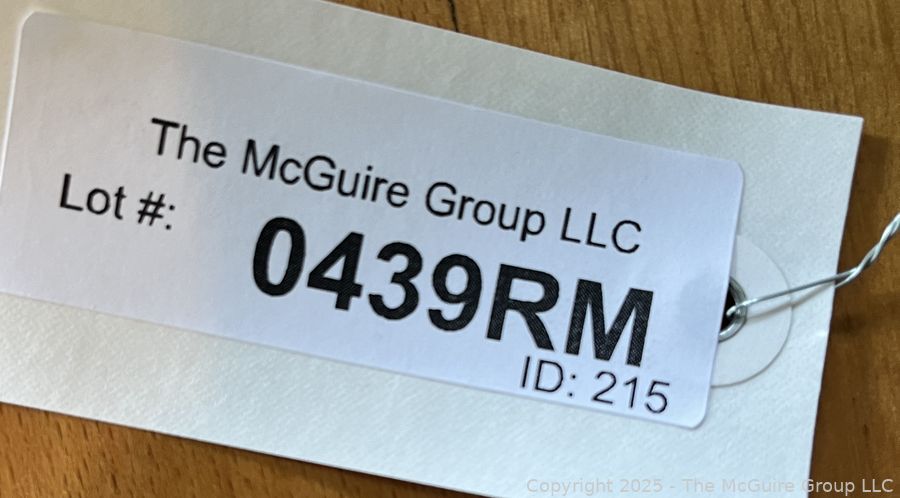 The McGuire Group LLC
Lot #:
0439RM
ID: 215
Copyright 2025 - The McGuire Group LLC